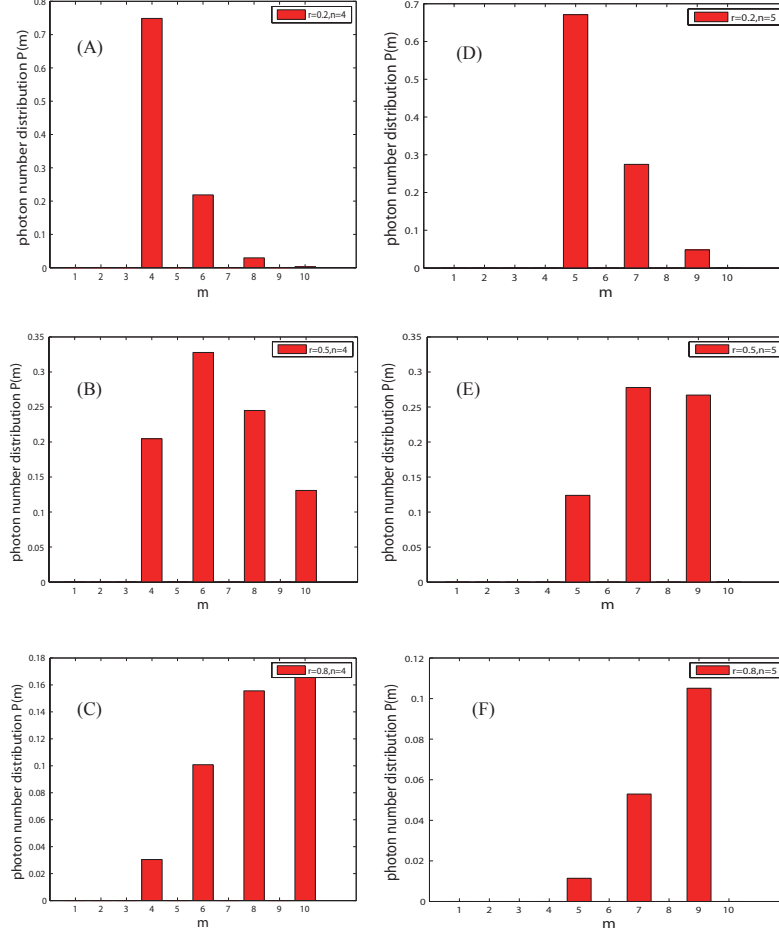 0.8
0.7
0.6
0.5
0.4
0.3
0.2
0.1
0
photon number distribution P(m)
(A)
r=0.2,n=4
1 2 3 4 5 6 7 8 9 10
m
0.7
0.6
0.5
0.4
0.3
0.2
0.1
0
photon number distribution P(m)
(D)
r=0.2,n=5
1 2 3 4 5 6 7 8 9 10
m
0.35
0.3
0.25
0.2
0.15
0.1
0.05
0
photon number distribution P(m)
(B)
r=0.5,n=4
1 2 3 4 5 6 7 8 9 10
m
0.35
0.3
0.25
0.2
0.15
0.1
0.05
0
photon number distribution P(m)
(E)
r=0.5,n=5
1 2 3 4 5 6 7 8 9 10
m
0.18
0.16
0.14
0.12
0.1
0.08
0.06
0.04
0.02
0
photon number distribution P(m)
(C)
r=0.8,n=4
1 2 3 4 5 6 7 8 9 10
m
0.12
0.1
0.08
0.06
0.04
0.02
0
photon number distribution P(m)
(F)
r=0.8,n=5
1 2 3 4 5 6 7 8 9 10
m